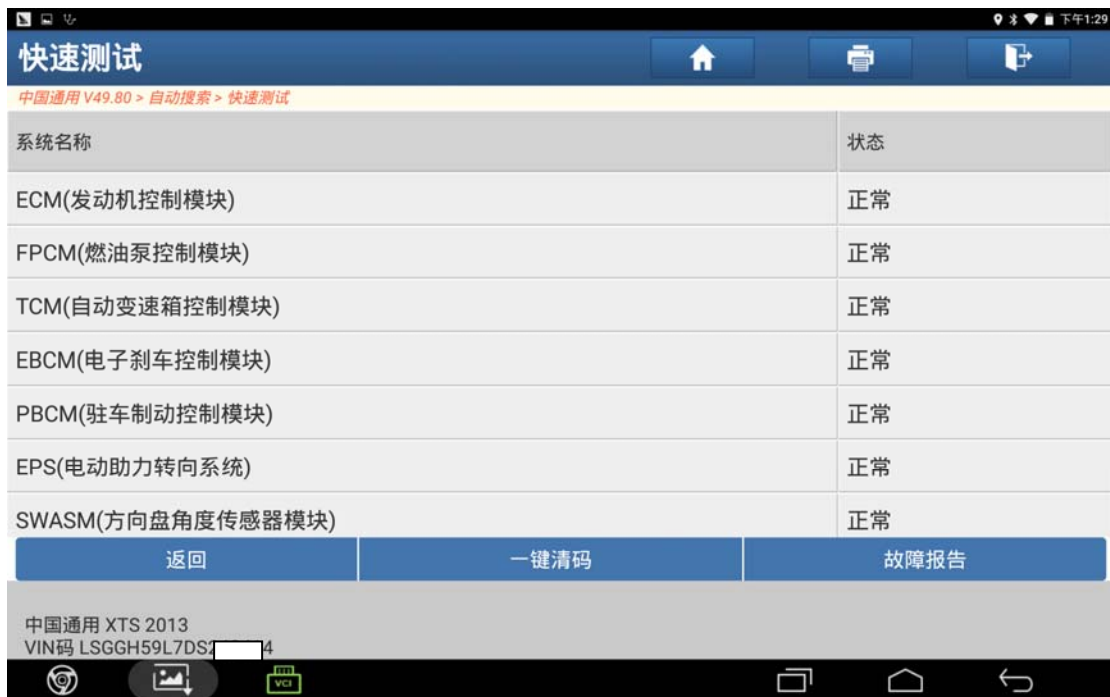 下午1:29
快速测试
中国通用 V49.80 > 自动搜索 > 快速测试
系统名称 状态
ECM(发动机控制模块) 正常
FPCM(燃油泵控制模块) 正常
TCM(自动变速箱控制模块) 正常
EBCM(电子刹车控制模块) 正常
PBCM(驻车制动控制模块) 正常
EPS(电动助力转向系统) 正常
SWASM(方向盘角度传感器模块) 正常
返回 一键清码 故障报告
中国通用 XTS 2013
VIN码
VCI